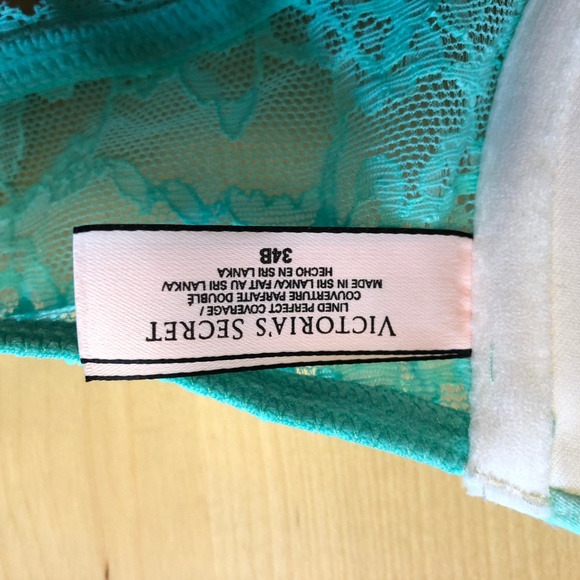 VICTORIA'S SECRET
LINED PERFECT COVERAGE /
COUVERTURE PARFAITE DOUBLÉ
MADE IN SRI LANKA/ FAIT AU SRI LANKA/
HECHO EN SRI LANKA
34B